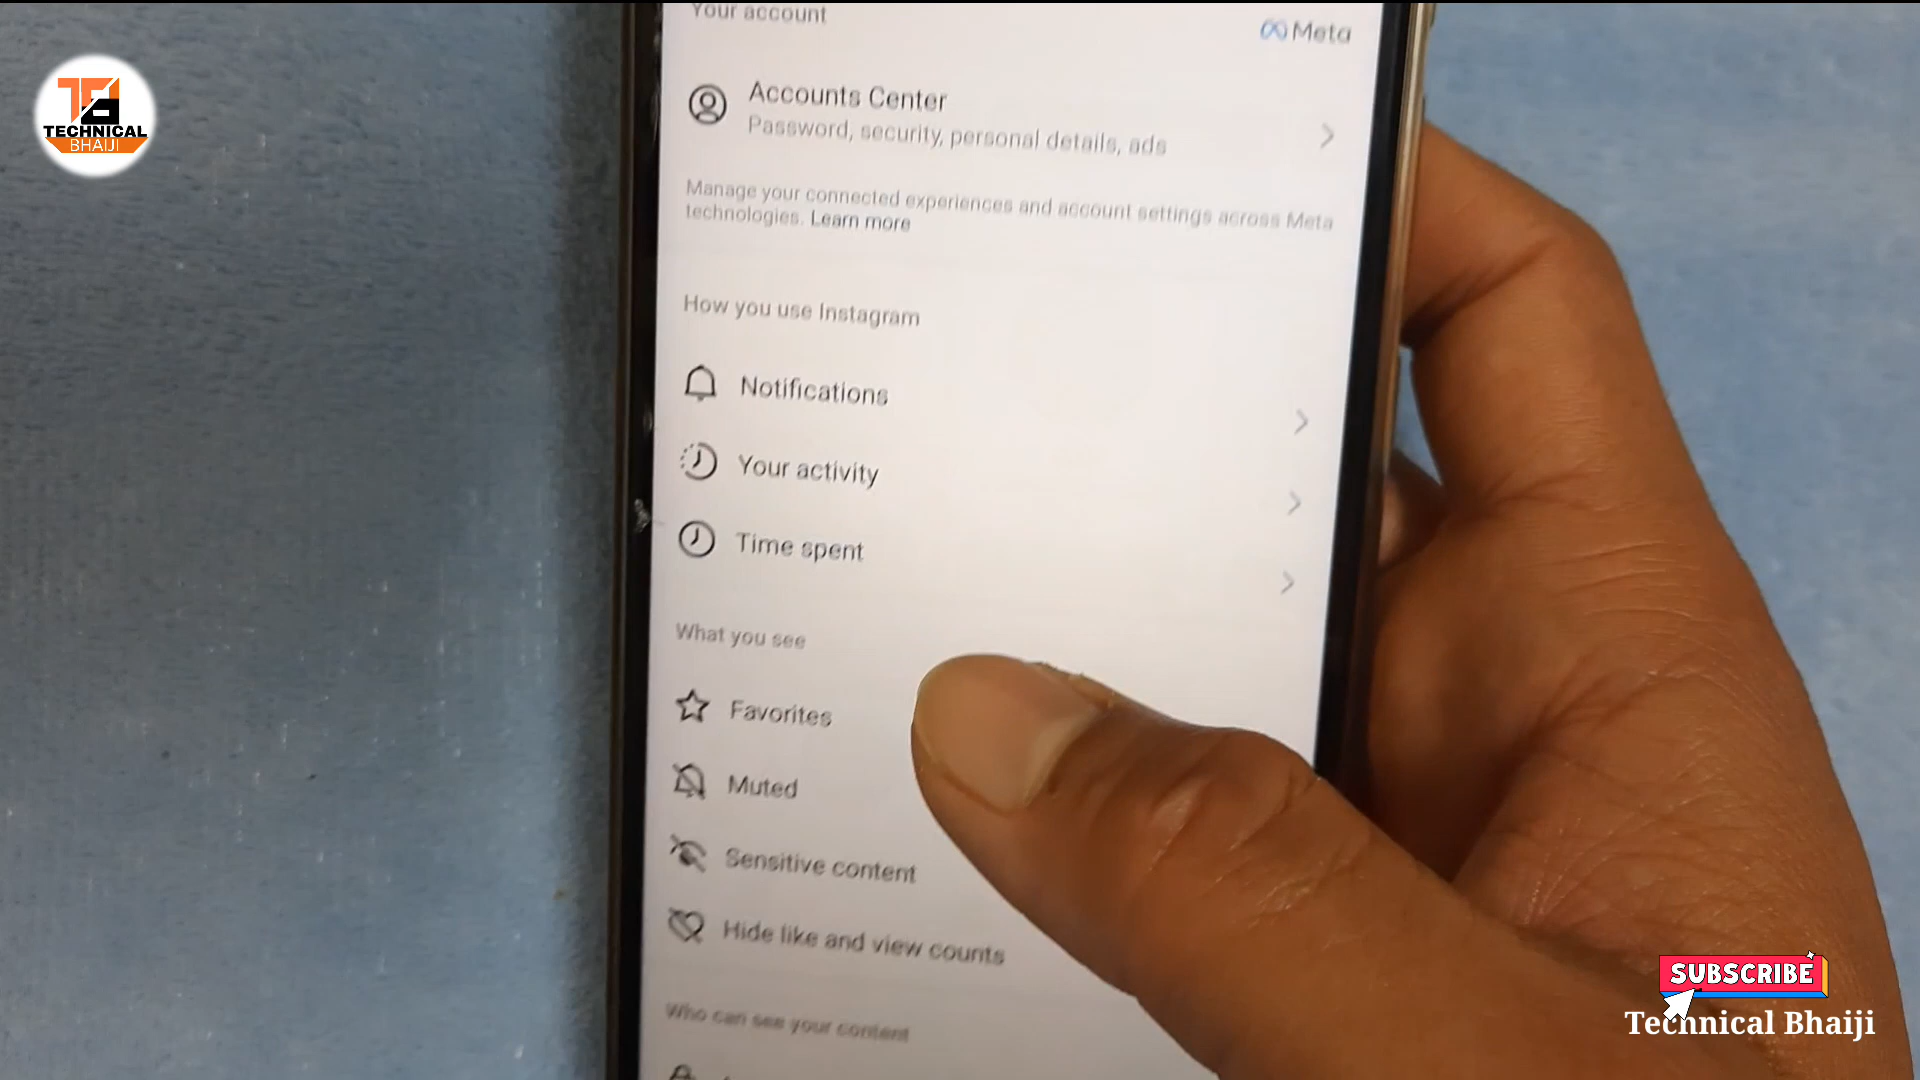 Your account
Meta
TECHNICAL
BHAIJI
Accounts Center
Password, security, personal details, ads
Manage your connected experiences and account settings across Meta
technologies. Learn more
How you use Instagram
Notifications
Your activity
Time spent
What you see
Favorites
Muted
Sensitive content
Hide like and view counts
Who can see your content
SUBSCRIBE
Technical Bhaiji